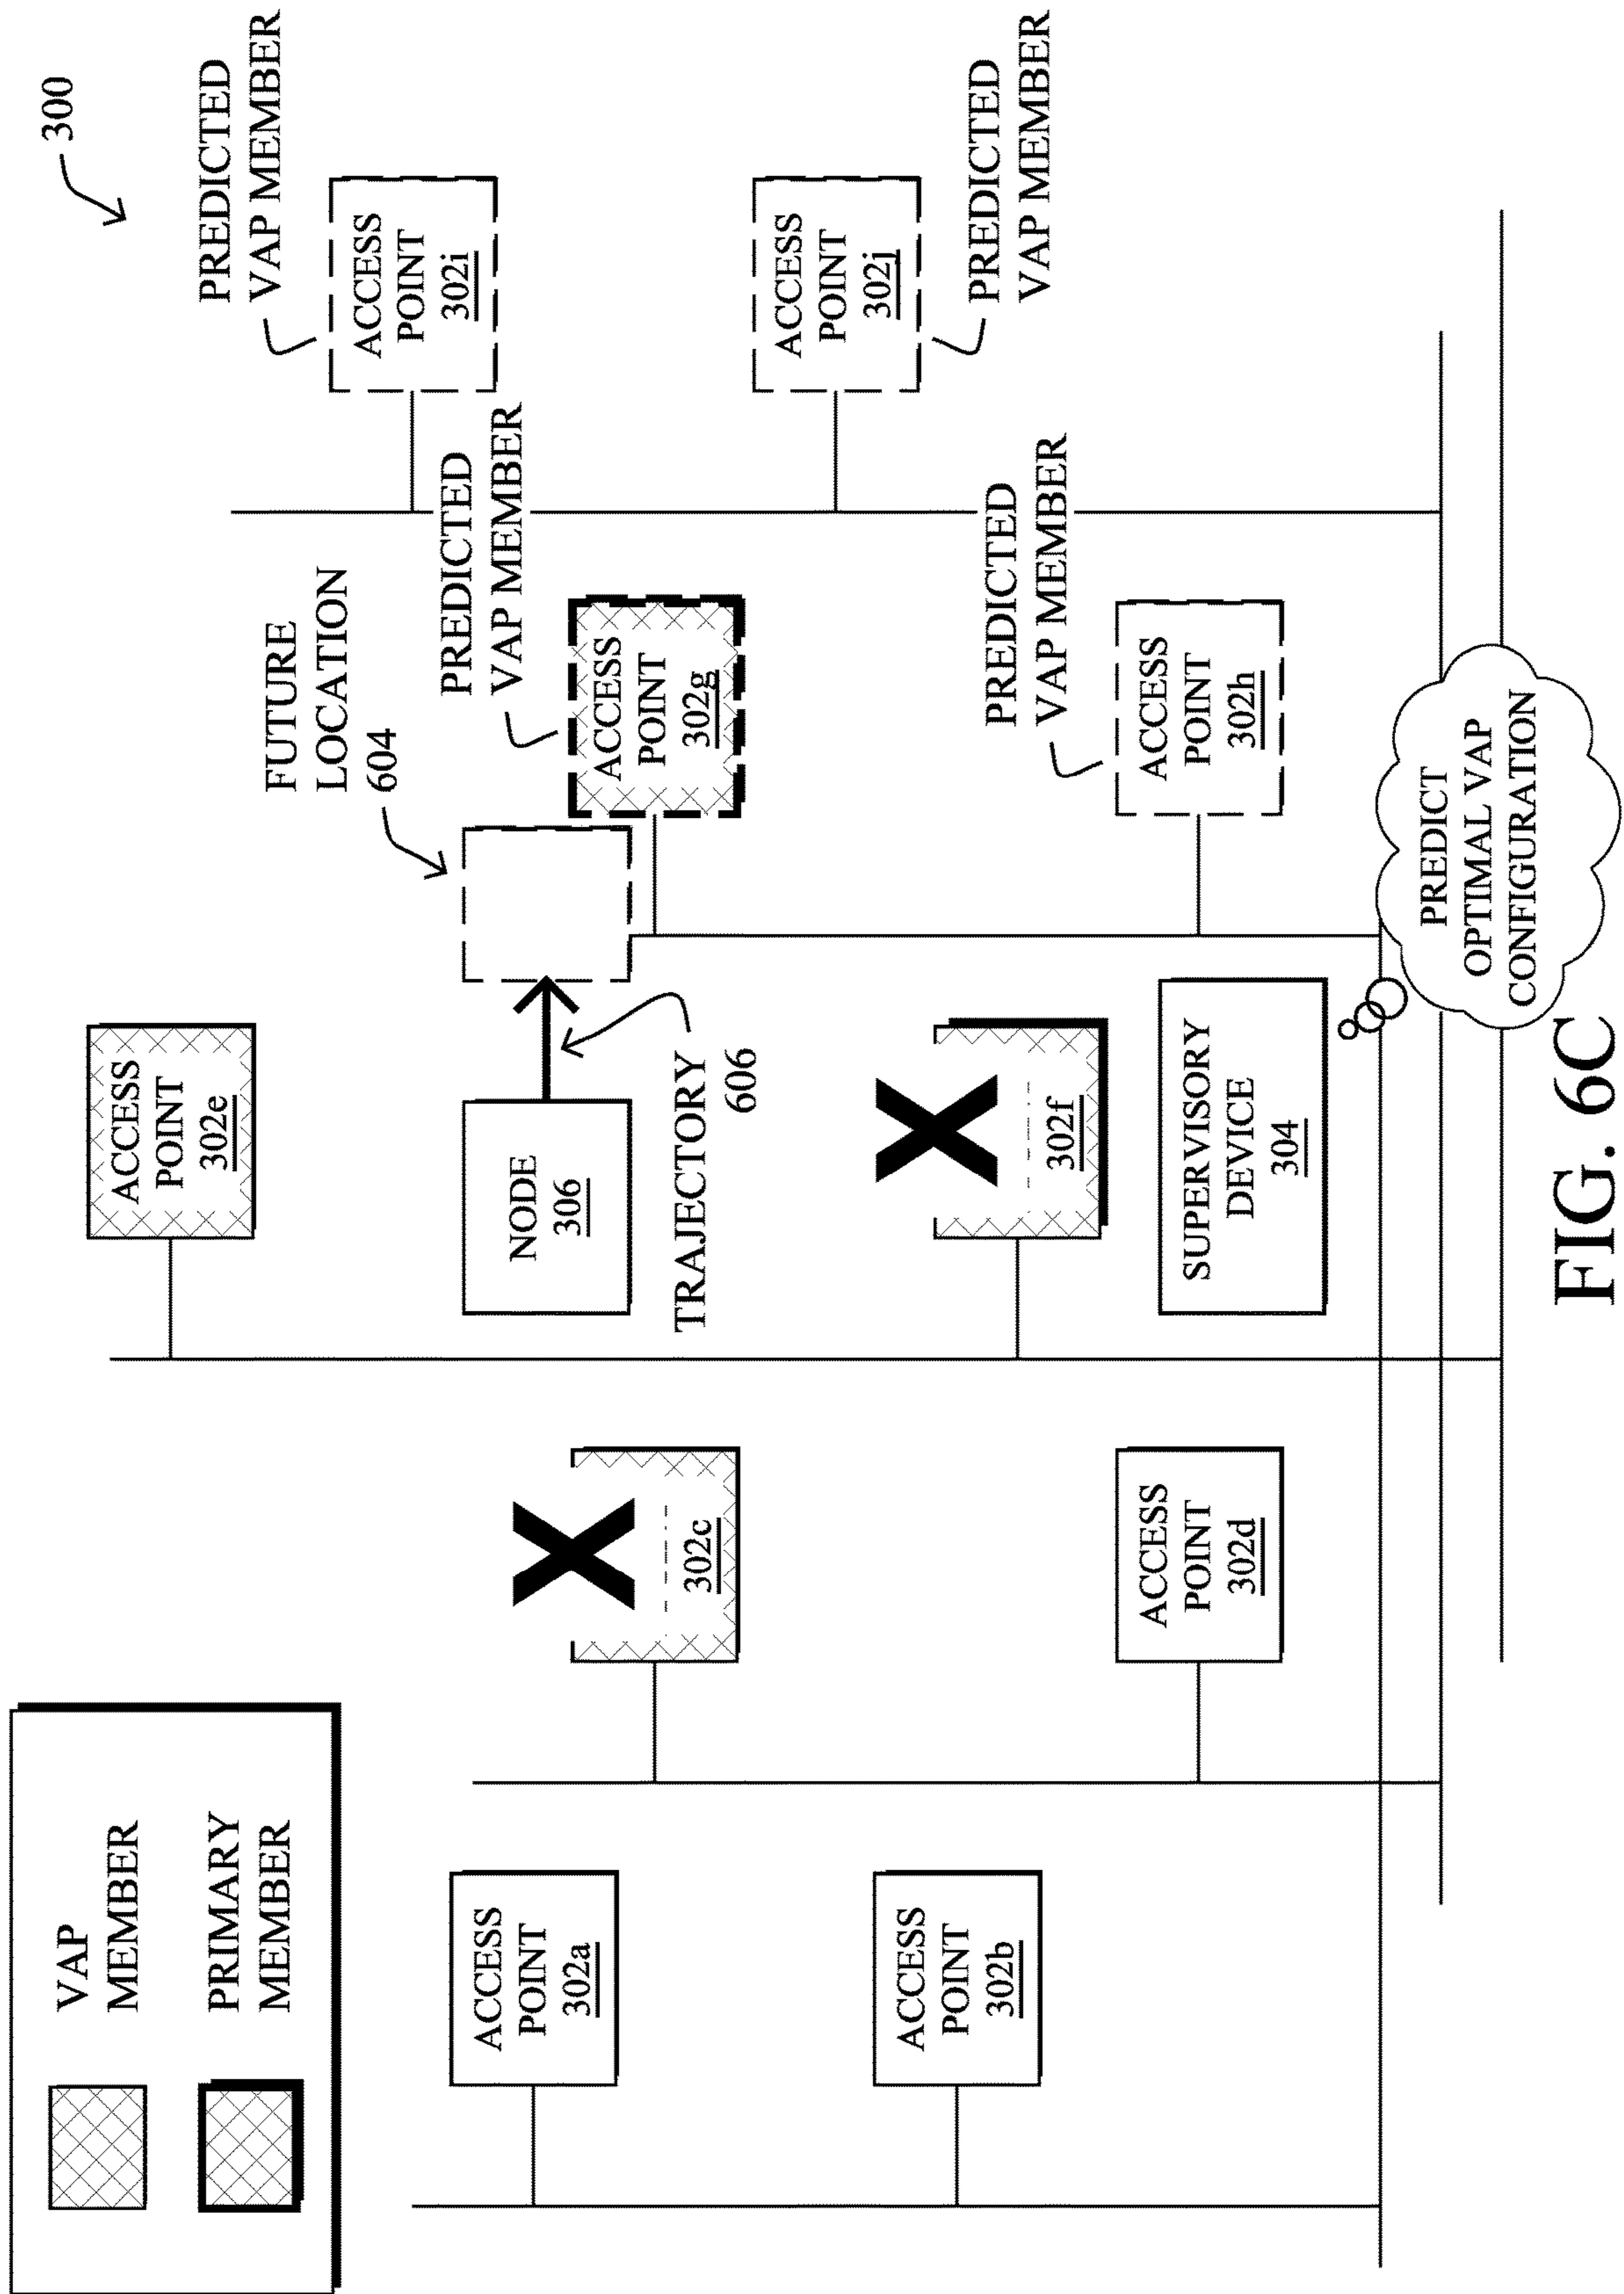 VAP
MEMBER
PRIMARY
MEMBER
300
ACCESS
POINT
302a
ACCESS
POINT
302b
302c
ACCESS
POINT
302d
ACCESS
POINT
302e
NODE
306
TRAJECTORY
606
302f
SUPERVISORY
DEVICE
304
FUTURE
LOCATION
604
PREDICTED
VAP MEMBER
ACCESS
POINT
302g
PREDICTED
VAP MEMBER
ACCESS
POINT
302h
PREDICTED
VAP MEMBER
ACCESS
POINT
302i
ACCESS
POINT
302j
PREDICTED
VAP MEMBER
PREDICT
OPTIMAL VAP
CONFIGURATION
FIG. 6C